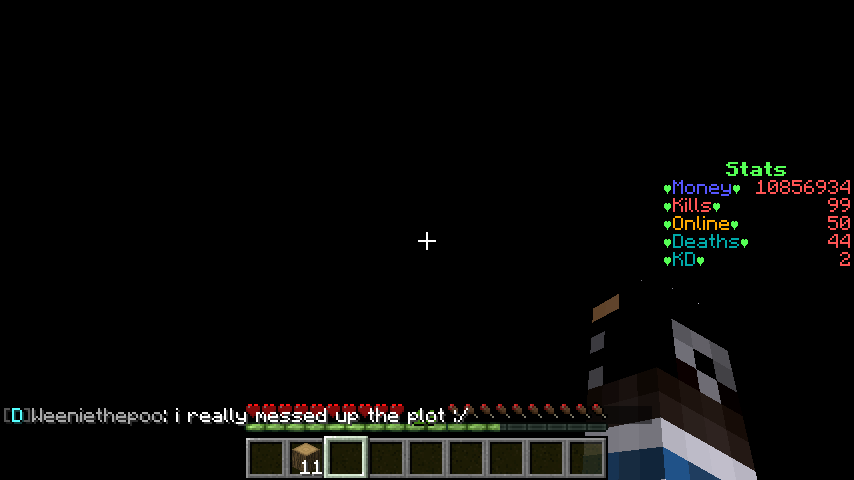 Stats
♥Money♥ 10856934
♥Kills♥ 99
♥Online♥ 50
♥Deaths♥ 44
♥KD♥ 2
[D]Weeniethepoo: i really messed up the plot :/
11